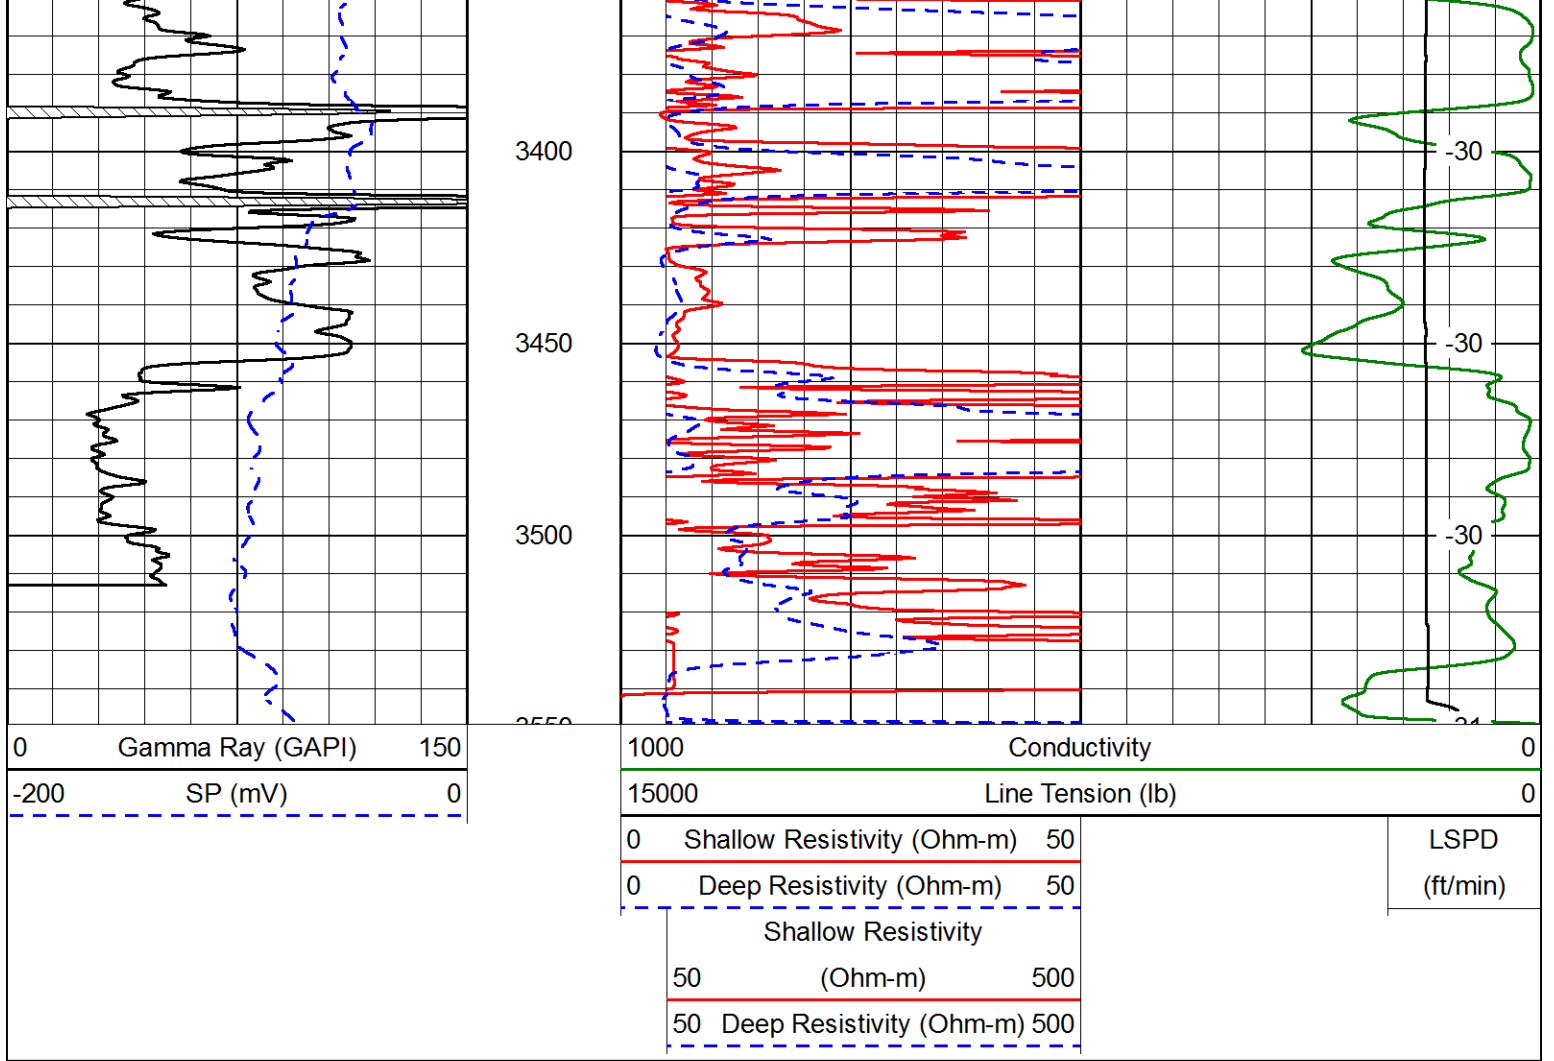 3400
-30
3450
-30
3500
-30
0 Gamma Ray (GAPI) 150
1000 Conductivity 0
-200 SP (mV) 0
15000 Line Tension (lb) 0
0 Shallow Resistivity (Ohm-m) 50
LSPD
0 Deep Resistivity (Ohm-m) 50
(ft/min)
Shallow Resistivity
50 (Ohm-m) 500
50 Deep Resistivity (Ohm-m) 500